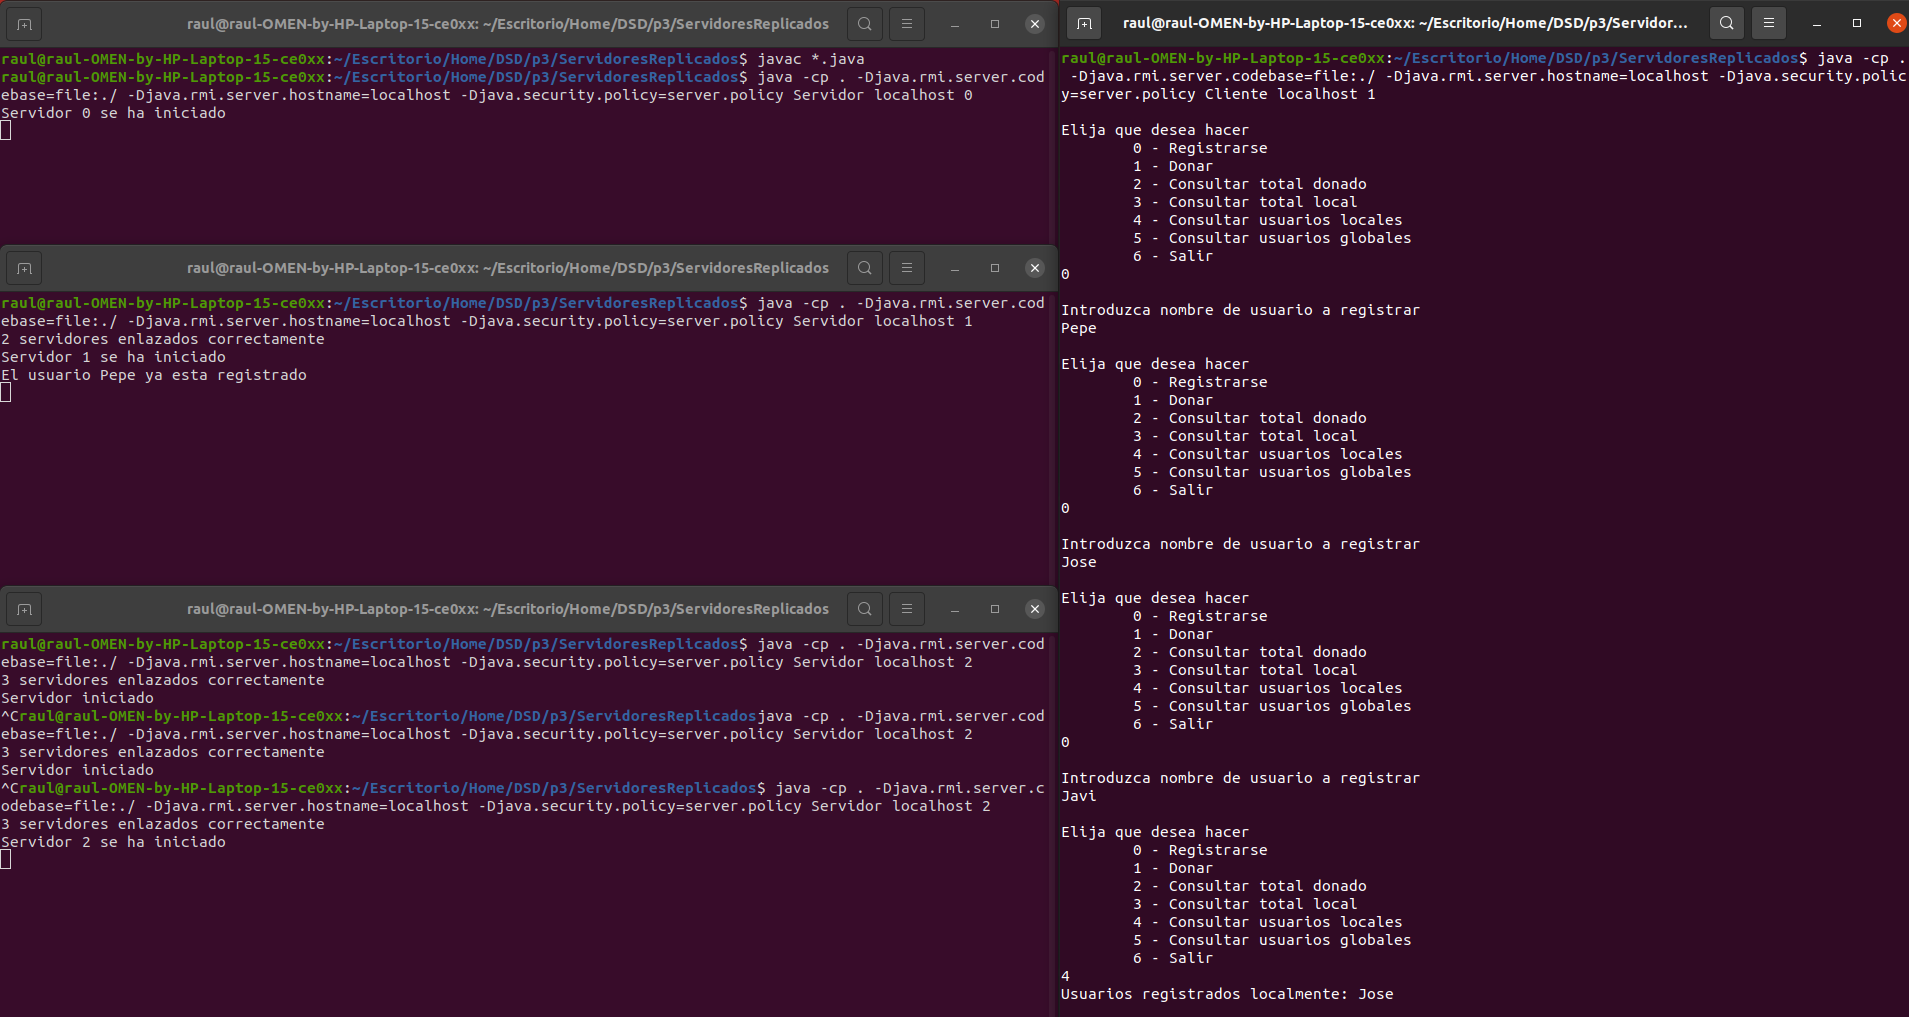 raul@raul-OMEN-by-HP-Laptop-15-ce0xx: ~/Escritorio/Home/DSD/p3/ServidoresReplicados
raul@raul-OMEN-by-HP-Laptop-15-ce0xx:~/Escritorio/Home/DSD/p3/ServidoresReplicados$ javac *.java
raul@raul-OMEN-by-HP-Laptop-15-ce0xx:~/Escritorio/Home/DSD/p3/ServidoresReplicados$ java -cp . -Djava.rmi.server.cod
ebase=file:./ -Djava.rmi.server.hostname=localhost -Djava.security.policy=server.policy Servidor localhost 0
Servidor 0 se ha iniciado
raul@raul-OMEN-by-HP-Laptop-15-ce0xx: ~/Escritorio/Home/DSD/p3/ServidoresReplicados
raul@raul-OMEN-by-HP-Laptop-15-ce0xx:~/Escritorio/Home/DSD/p3/ServidoresReplicados$ java -cp . -Djava.rmi.server.cod
ebase=file:./ -Djava.rmi.server.hostname=localhost -Djava.security.policy=server.policy Servidor localhost 1
2 servidores enlazados correctamente
Servidor 1 se ha iniciado
El usuario Pepe ya esta registrado
raul@raul-OMEN-by-HP-Laptop-15-ce0xx: ~/Escritorio/Home/DSD/p3/ServidoresReplicados
raul@raul-OMEN-by-HP-Laptop-15-ce0xx:~/Escritorio/Home/DSD/p3/ServidoresReplicados$ java -cp . -Djava.rmi.server.cod
ebase=file:./ -Djava.rmi.server.hostname=localhost -Djava.security.policy=server.policy Servidor localhost 2
3 servidores enlazados correctamente
Servidor iniciado
^Craul@raul-OMEN-by-HP-Laptop-15-ce0xx:~/Escritorio/Home/DSD/p3/ServidoresReplicadosjava -cp . -Djava.rmi.server.cod
ebase=file:./ -Djava.rmi.server.hostname=localhost -Djava.security.policy=server.policy Servidor localhost 2
3 servidores enlazados correctamente
Servidor iniciado
^Craul@raul-OMEN-by-HP-Laptop-15-ce0xx:~/Escritorio/Home/DSD/p3/ServidoresReplicados$ java -cp . -Djava.rmi.server.c
odebase=file:./ -Djava.rmi.server.hostname=localhost -Djava.security.policy=server.policy Servidor localhost 2
3 servidores enlazados correctamente
Servidor 2 se ha iniciado
raul@raul-OMEN-by-HP-Laptop-15-ce0xx: ~/Escritorio/Home/DSD/p3/Servidor...
raul@raul-OMEN-by-HP-Laptop-15-ce0xx:~/Escritorio/Home/DSD/p3/ServidoresReplicados$ java -cp .
-Djava.rmi.server.codebase=file:./ -Djava.rmi.server.hostname=localhost -Djava.security.polic
y=server.policy Cliente localhost 1
Elija que desea hacer
0 - Registrarse
1 - Donar
2 - Consultar total donado
3 - Consultar total local
4 - Consultar usuarios locales
5 - Consultar usuarios globales
6 - Salir
0
Introduzca nombre de usuario a registrar
Pepe
Elija que desea hacer
0 - Registrarse
1 - Donar
2 - Consultar total donado
3 - Consultar total local
4 - Consultar usuarios locales
5 - Consultar usuarios globales
6 - Salir
0
Introduzca nombre de usuario a registrar
Jose
Elija que desea hacer
0 - Registrarse
1 - Donar
2 - Consultar total donado
3 - Consultar total local
4 - Consultar usuarios locales
5 - Consultar usuarios globales
6 - Salir
0
Introduzca nombre de usuario a registrar
Javi
Elija que desea hacer
0 - Registrarse
1 - Donar
2 - Consultar total donado
3 - Consultar total local
4 - Consultar usuarios locales
5 - Consultar usuarios globales
6 - Salir
4
Usuarios registrados localmente: Jose